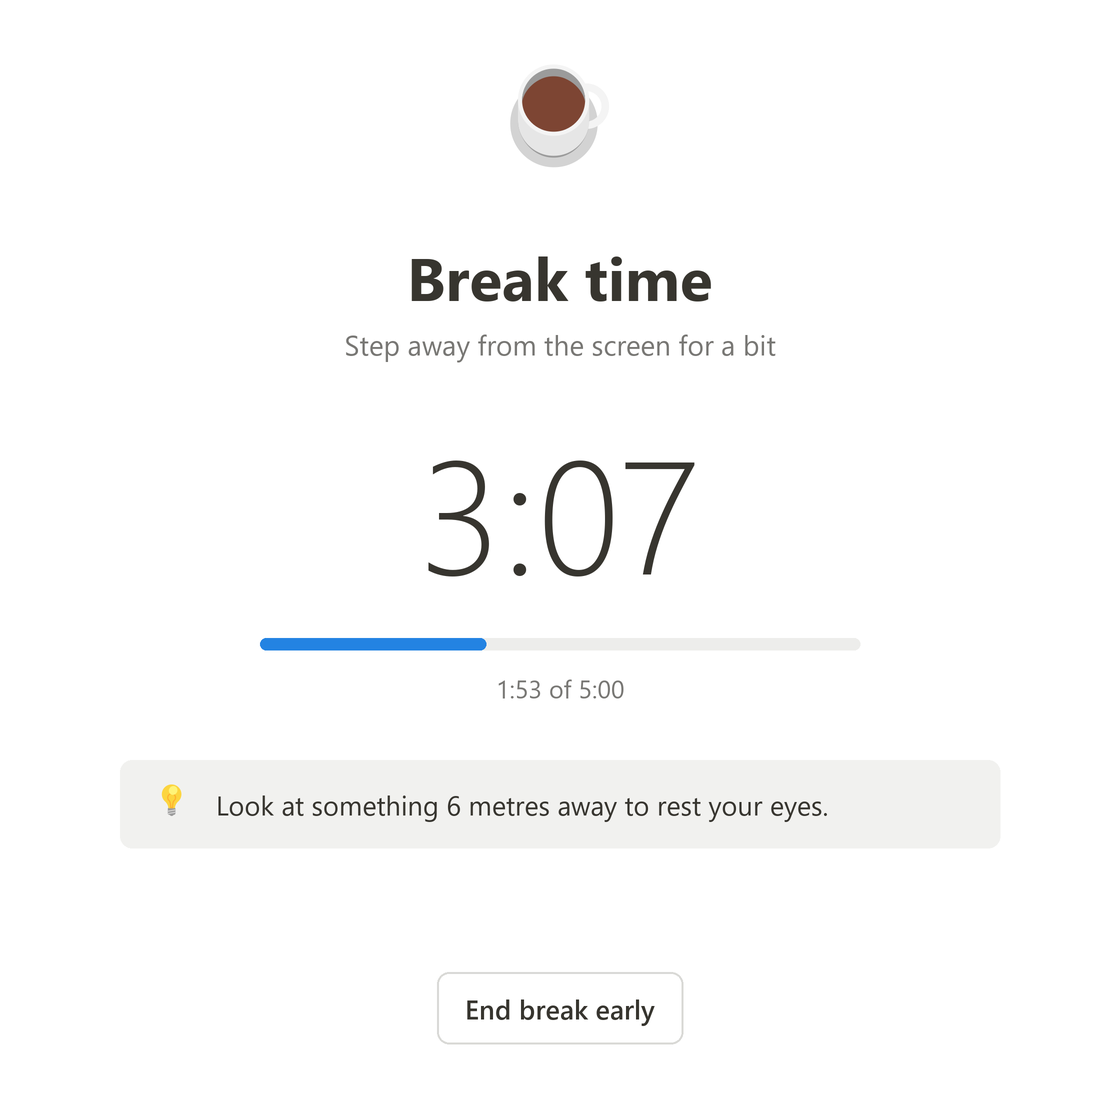 Break time
Step away from the screen for a bit
3:07
1:53 of 5:00
Look at something 6 metres away to rest your eyes.
End break early